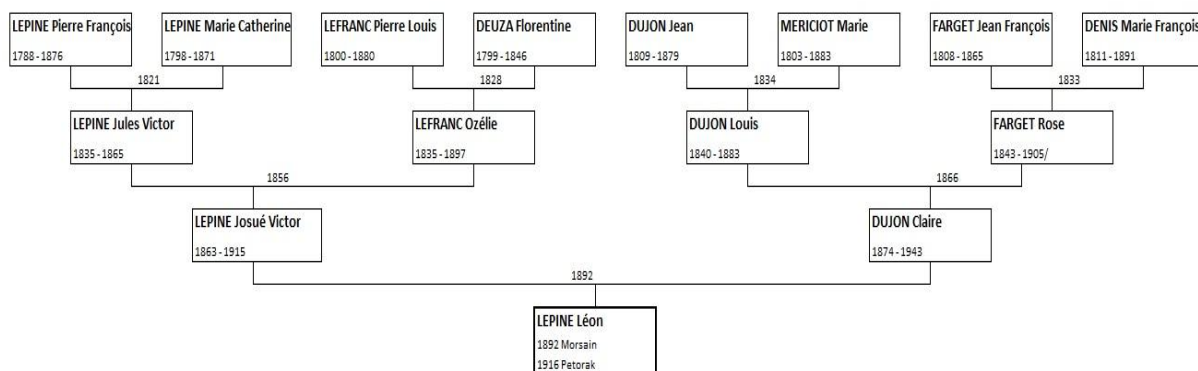 LEPINE Pierre François
1788 - 1876
LEPINE Marie Catherine
1798 - 1871
LEFRANC Pierre Louis
1800 - 1880
DEUZA Florentine
1799 - 1846
DUJON Jean
1809 - 1879
MERICIOT Marie
1803 - 1883
FARGET Jean François
1808 - 1865
DENIS Marie François
1811 - 1891
1821
1828
1834
1833
LEPINE Jules Victor
1835 - 1865
LEFRANC Ozélie
1835 - 1897
DUJON Louis
1840 - 1883
FARGET Rose
1843 - 1905/
1856
1866
LEPINE Josué Victor
1863 - 1915
DUJON Claire
1874 - 1943
1892
LEPINE Léon
1892 Morsain
1916 Petorak